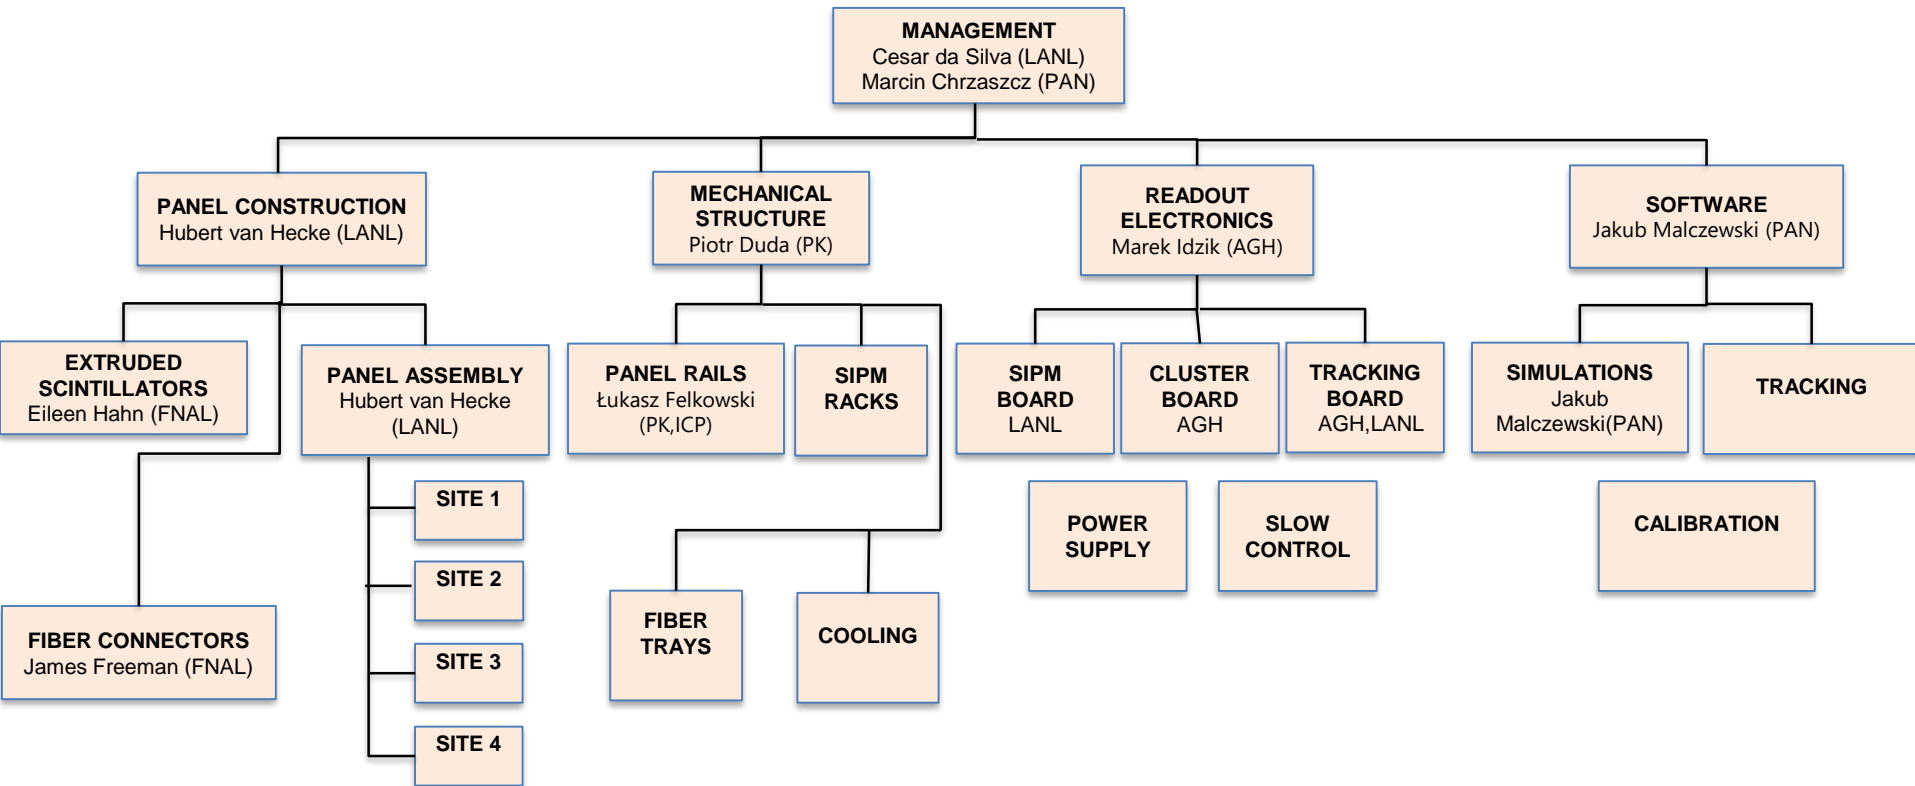 MANAGEMENT
Cesar da Silva (LANL)
Marcin Chrzaszcz (PAN)
PANEL CONSTRUCTION
Hubert van Hecke (LANL)
MECHANICAL
STRUCTURE
Piotr Duda (PK)
READOUT
ELECTRONICS
Marek Idzik (AGH)
SOFTWARE
Jakub Malczewski (PAN)
EXTRUDED
SCINTILLATORS
Eileen Hahn (FNAL)
PANEL ASSEMBLY
Hubert van Hecke
(LANL)
PANEL RAILS
Łukasz Felkowski
(PK,ICP)
SIPM
RACKS
SIPM
BOARD
LANL
CLUSTER
BOARD
AGH
TRACKING
BOARD
AGH,LANL
SIMULATIONS
Jakub
Malczewski(PAN)
TRACKING
SITE 1
SITE 2
SITE 3
SITE 4
POWER
SUPPLY
SLOW
CONTROL
CALIBRATION
FIBER CONNECTORS
James Freeman (FNAL)
FIBER
TRAYS
COOLING